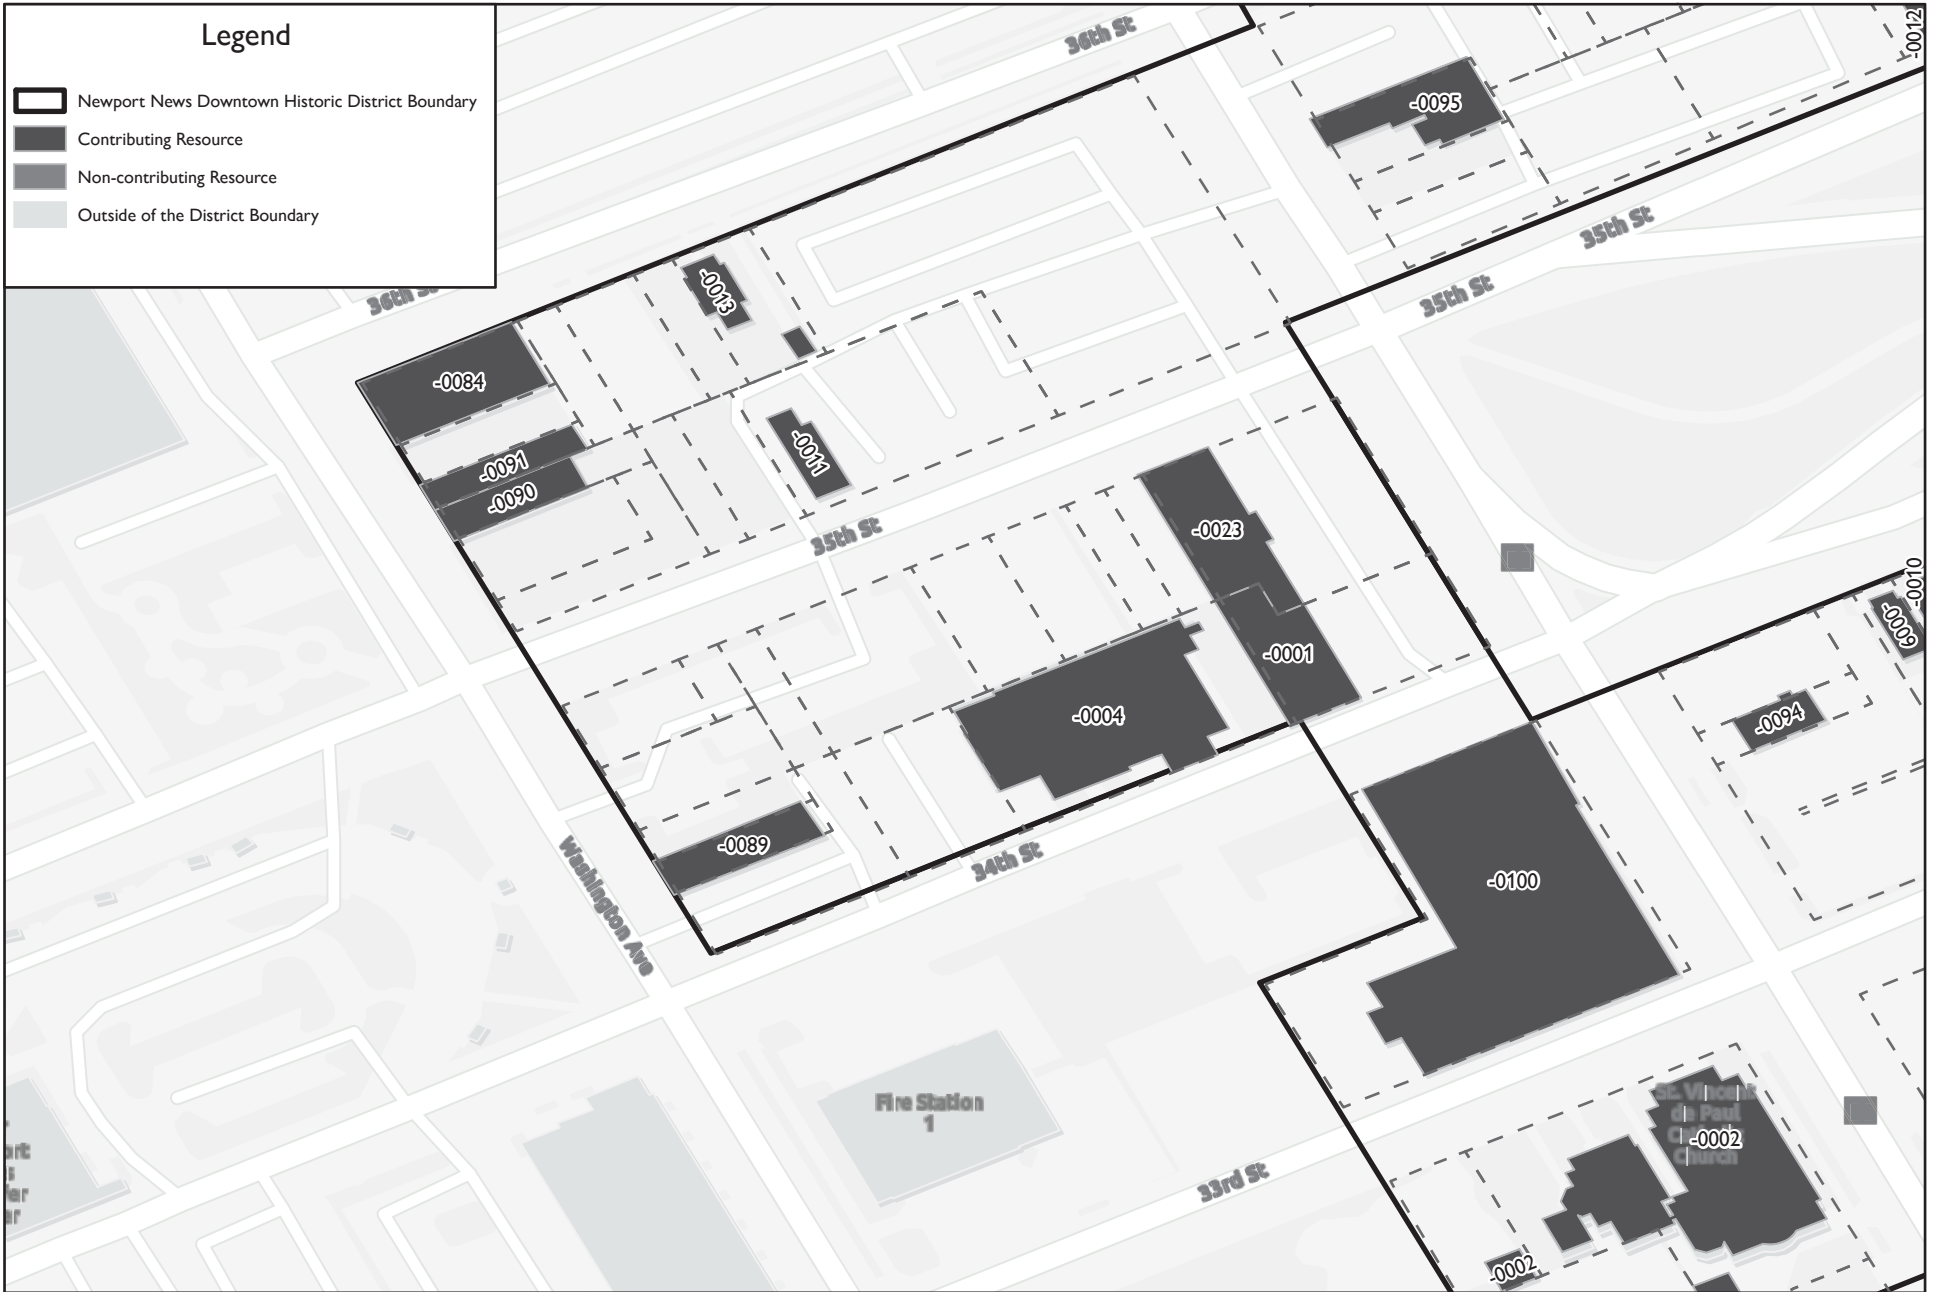 Legend
Newport News Downtown Historic District Boundary
Contributing Resource
Non-contributing Resource
Outside of the District Boundary
36th St
-0012
-0095
35th St
35th St
36th St
-0013
-0084
-0091
-0090
-0011
35th St
-0023
-0001
-0004
-0010
-0009
-0094
-0089
34th St
Washington Ave
-0100
Fire Station
1
St. Vincent
de Paul
-0002
Church
33rd St
-0002